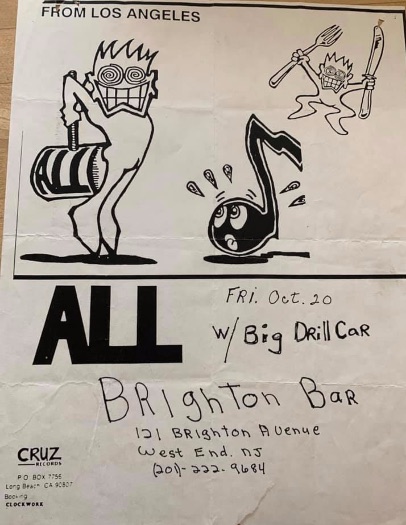 FROM LOS ANGELES
ALL
ALL
FRI. Oct. 20
W/ Big Drill Car
BRIghTon BaR
121 BRIghton Avenue
West End. NJ
(201)-222-9684
CRUZ
RECORDS
P.O. BOX 7756
Long Beach, CA 90807
Booking
CLOCKWORK